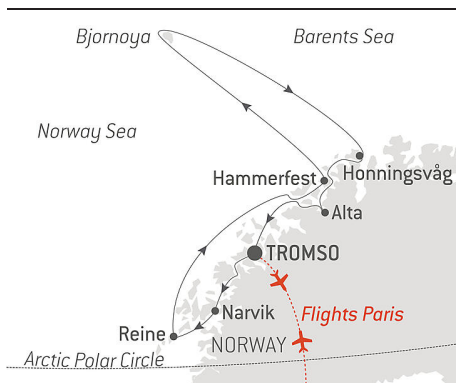 Bjornoya
Barents Sea
Norway Sea
Hammerfest
Honningsvåg
Alta
TROMSO
Flights Paris
Narvik
Reine
NORWAY
Arctic Polar Circle